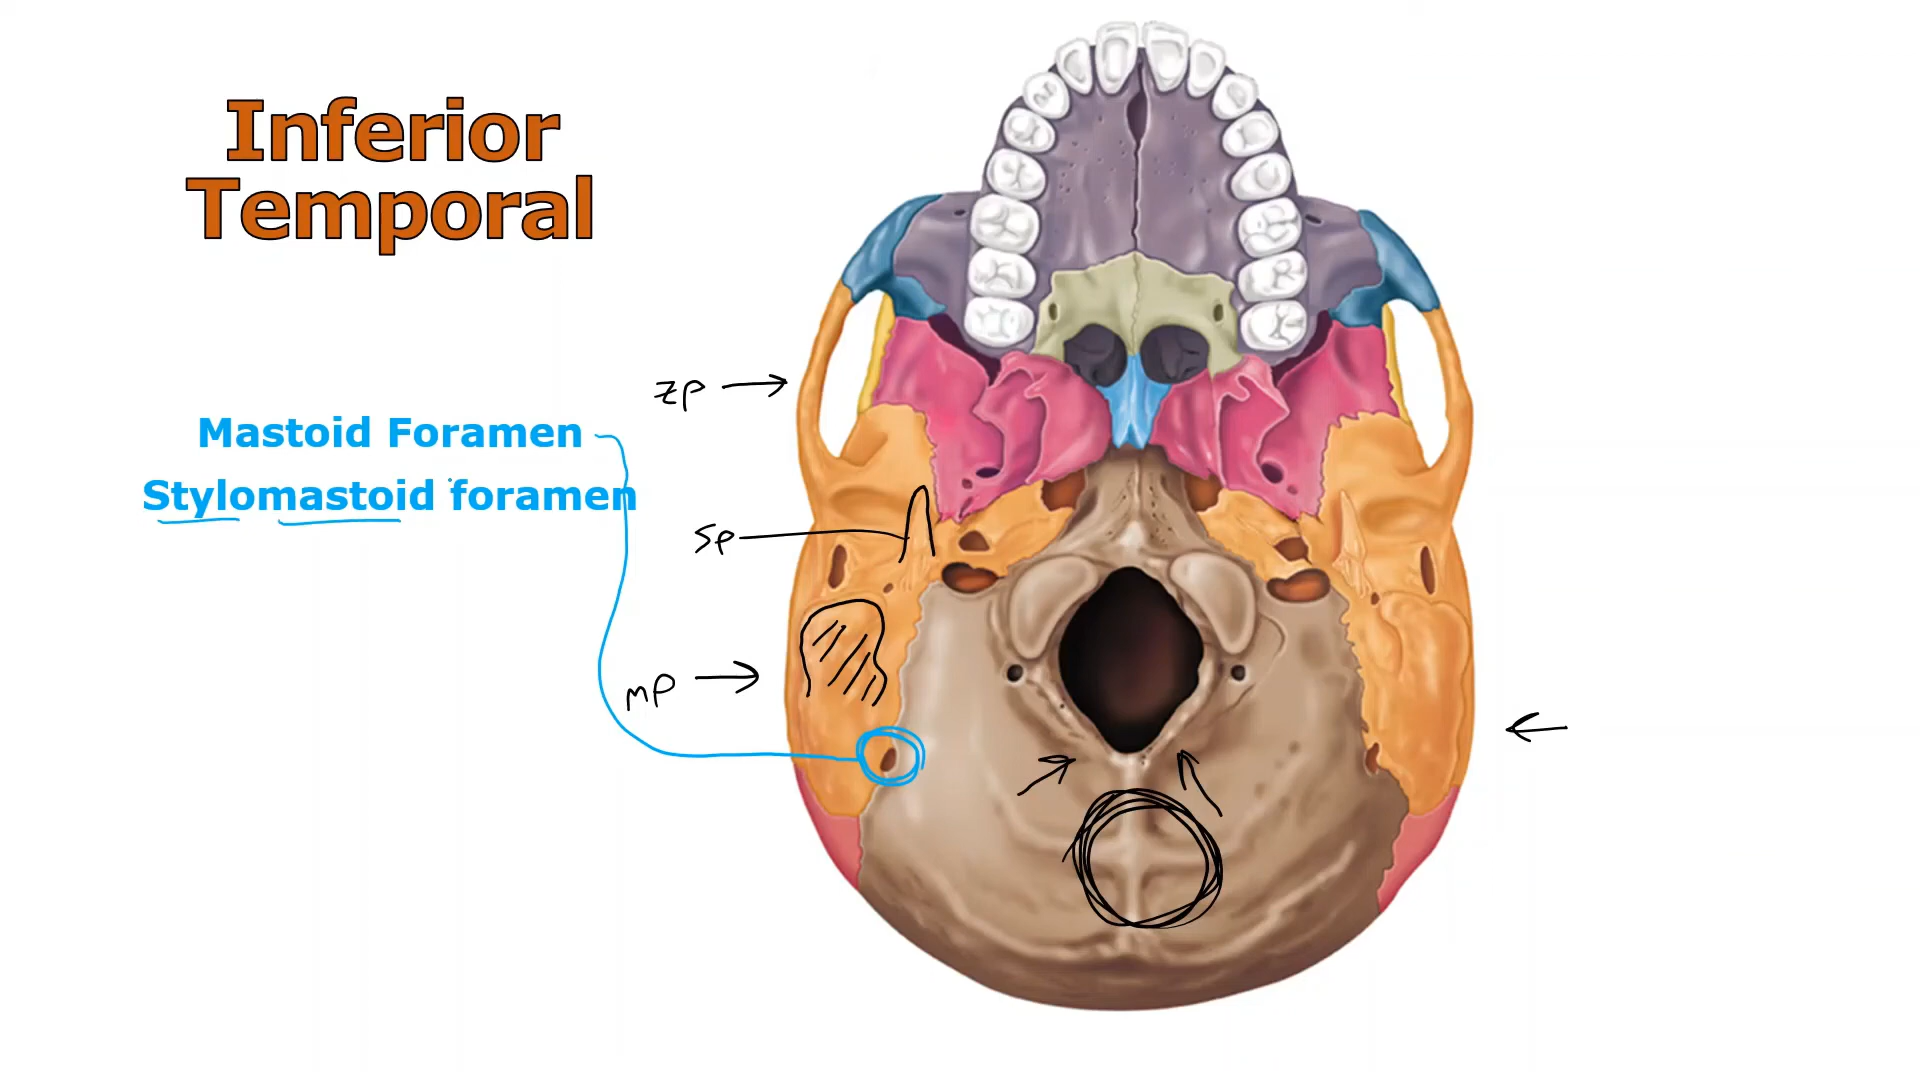 Inferior
Temporal
zp
Mastoid Foramen
Stylomastoid foramen
sp
mp